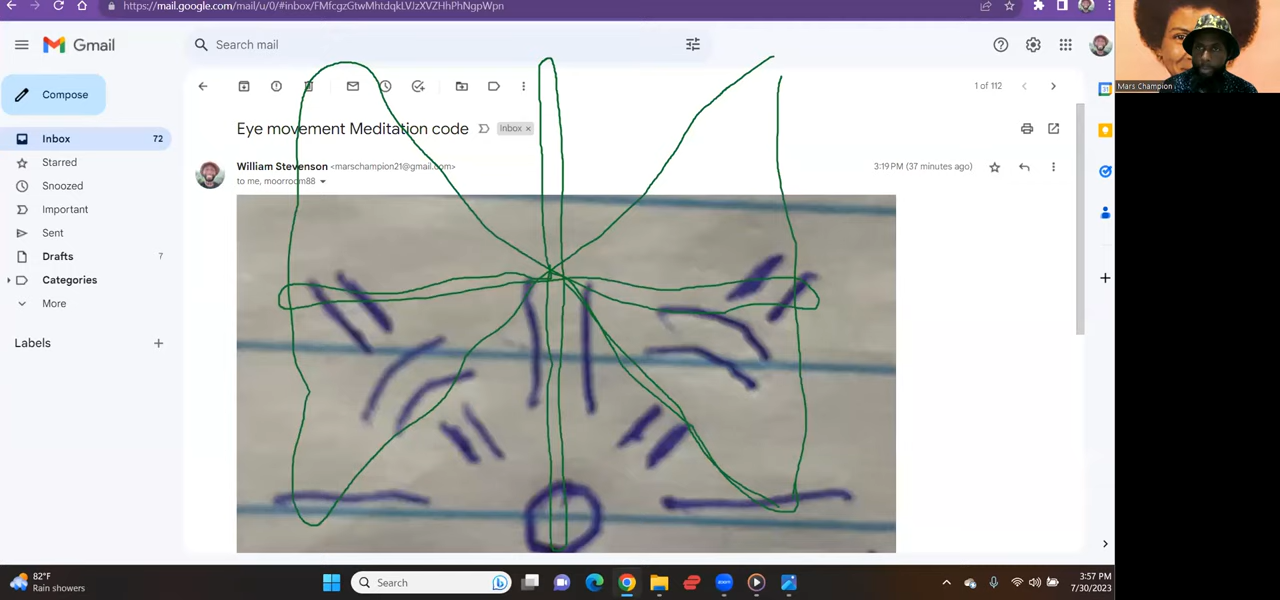 https://mail.google.com/mail/u/0/#inbox/FMfcgzGtwMhtdqkLVJzXVZHhPhNgpWpn
Gmail
Search mail
Mars Champion
Compose
1 of 112
Eye movement Meditation code
Inbox ×
Inbox 72
Starred
William Stevenson <marschampion21@gmail.com>
3:19PM (37 minutes ago)
to me, moorroom88
Snoozed
Important
Sent
Drafts 7
Categories
More
Labels
82°F
Rain showers
Search
3:57 PM
7/30/2023